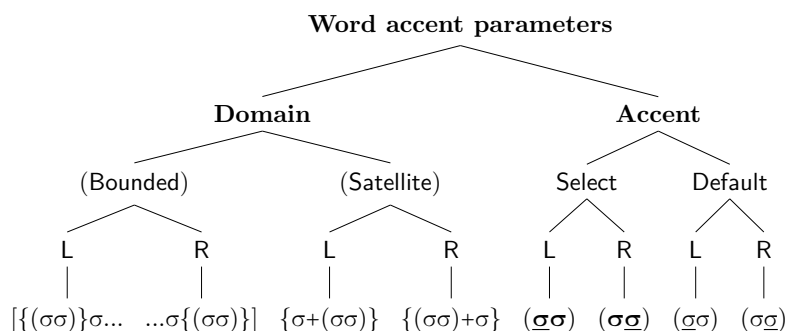 Word accent parameters
Domain Accent
(Bounded) (Satellite) Select Default
L R L R L R L R
[{(σσ)}σ... ...σ{(σσ)}] {σ+(σσ)} {(σσ)+σ} (σσ) (σσ) (σσ) (σσ)